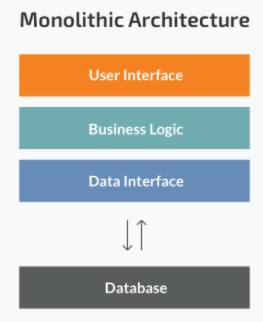 Monolithic Architecture
User Interface
Business Logic
Data Interface
Database